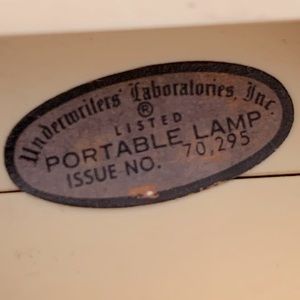 Underwriters' Laboratories, Inc.
®
LISTED
PORTABLE LAMP
ISSUE NO. 70,295